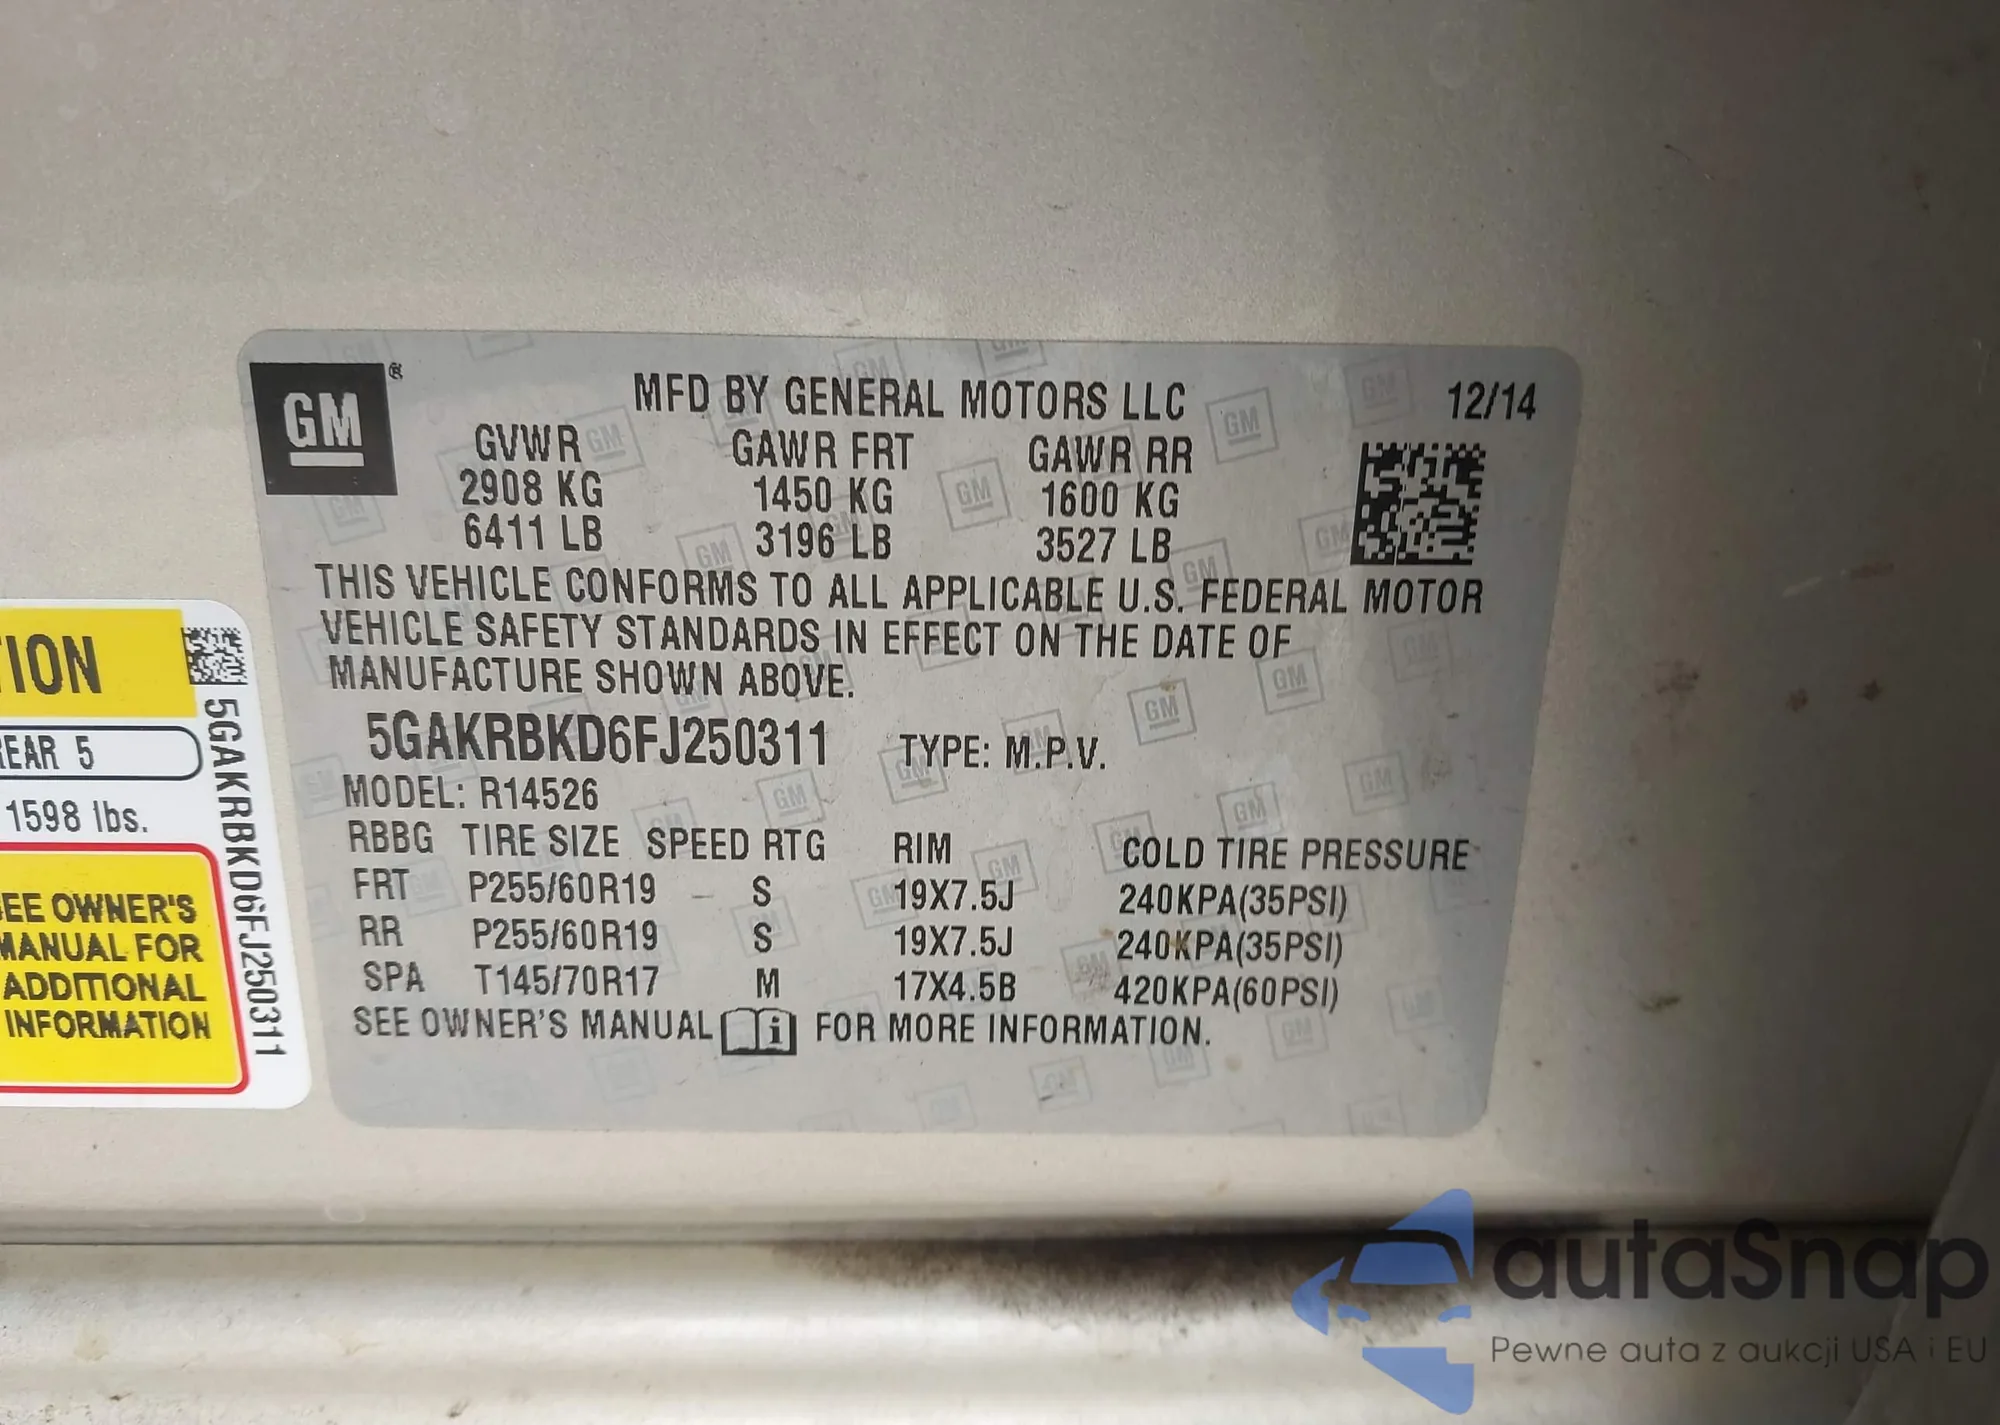 GM ®
MFD BY GENERAL MOTORS LLC 12/14
GVWR GAWR FRT GAWR RR
2908 KG 1450 KG 1600 KG
6411 LB 3196 LB 3527 LB
THIS VEHICLE CONFORMS TO ALL APPLICABLE U.S. FEDERAL MOTOR
VEHICLE SAFETY STANDARDS IN EFFECT ON THE DATE OF
MANUFACTURE SHOWN ABOVE.
5GAKRBKD6FJ250311 TYPE: M.P.V.
MODEL: R14526
RBBG TIRE SIZE SPEED RTG RIM COLD TIRE PRESSURE
FRT P255/60R19 S 19X7.5J 240KPA(35PSI)
RR P255/60R19 S 19X7.5J 240KPA(35PSI)
SPA T145/70R17 M 17X4.5B 420KPA(60PSI)
SEE OWNER'S MANUAL i FOR MORE INFORMATION.
TION
REAR 5
1598 lbs.
SEE OWNER'S
MANUAL FOR
ADDITIONAL
INFORMATION
5GAKRBKD6FJ250311
autaSnap
Pewne auta z aukcji USA i EU